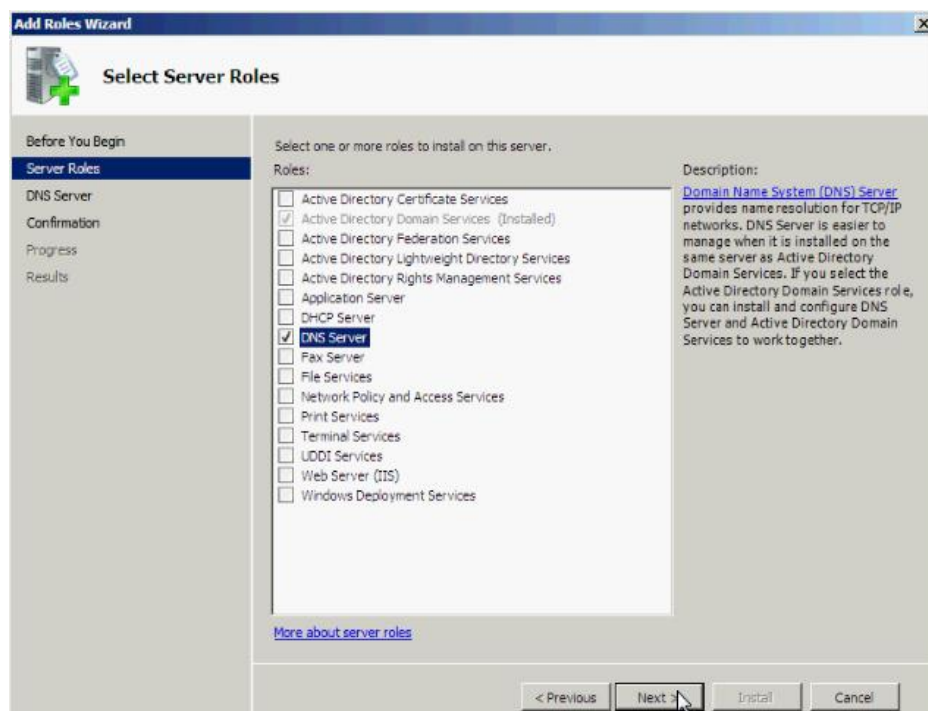 Add Roles Wizard
Select Server Roles
Before You Begin
Server Roles
DNS Server
Confirmation
Progress
Results
Select one or more roles to install on this server.
Roles:
Active Directory Certificate Services
Active Directory Domain Services (Installed)
Active Directory Federation Services
Active Directory Lightweight Directory Services
Active Directory Rights Management Services
Application Server
DHCP Server
DNS Server
Fax Server
File Services
Network Policy and Access Services
Print Services
Terminal Services
UDDI Services
Web Server (IIS)
Windows Deployment Services
More about server roles
Description:
Domain Name System (DNS) Server
provides name resolution for TCP/IP
networks. DNS Server is easier to
manage when it is installed on the
same server as Active Directory
Domain Services. If you select the
Active Directory Domain Services role,
you can install and configure DNS
Server and Active Directory Domain
Services to work together.
< Previous
Next >
Install
Cancel